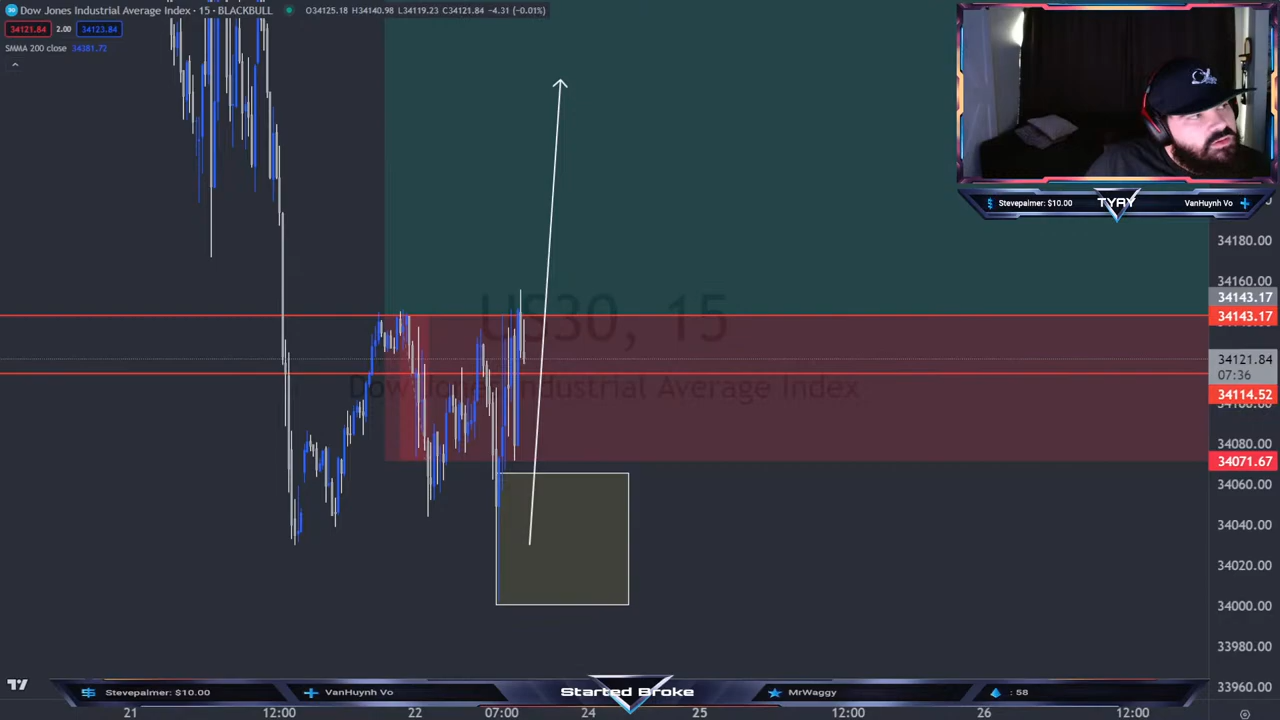 Dow Jones Industrial Average Index · 15 · BLACKBULL O34125.18 H34140.98 L34119.23 C34121.84 -4.31 (-0.01%)
34121.84 2.00 34123.84
SMMA 200 close 34381.72
Stevepalmer: $10.00 TYAY VanHuynh Vo
34180.00
34160.00
34143.17
34143.17
US30, 15
34121.84
07:36
Dow Jones Industrial Average Index
34114.52
34100.00
34080.00
34071.67
34060.00
34040.00
34020.00
34000.00
33980.00
33960.00
Stevepalmer: $10.00 VanHuynh Vo Started Broke MrWaggy : 58
21 12:00 22 07:00 24 25 12:00 26 12:00